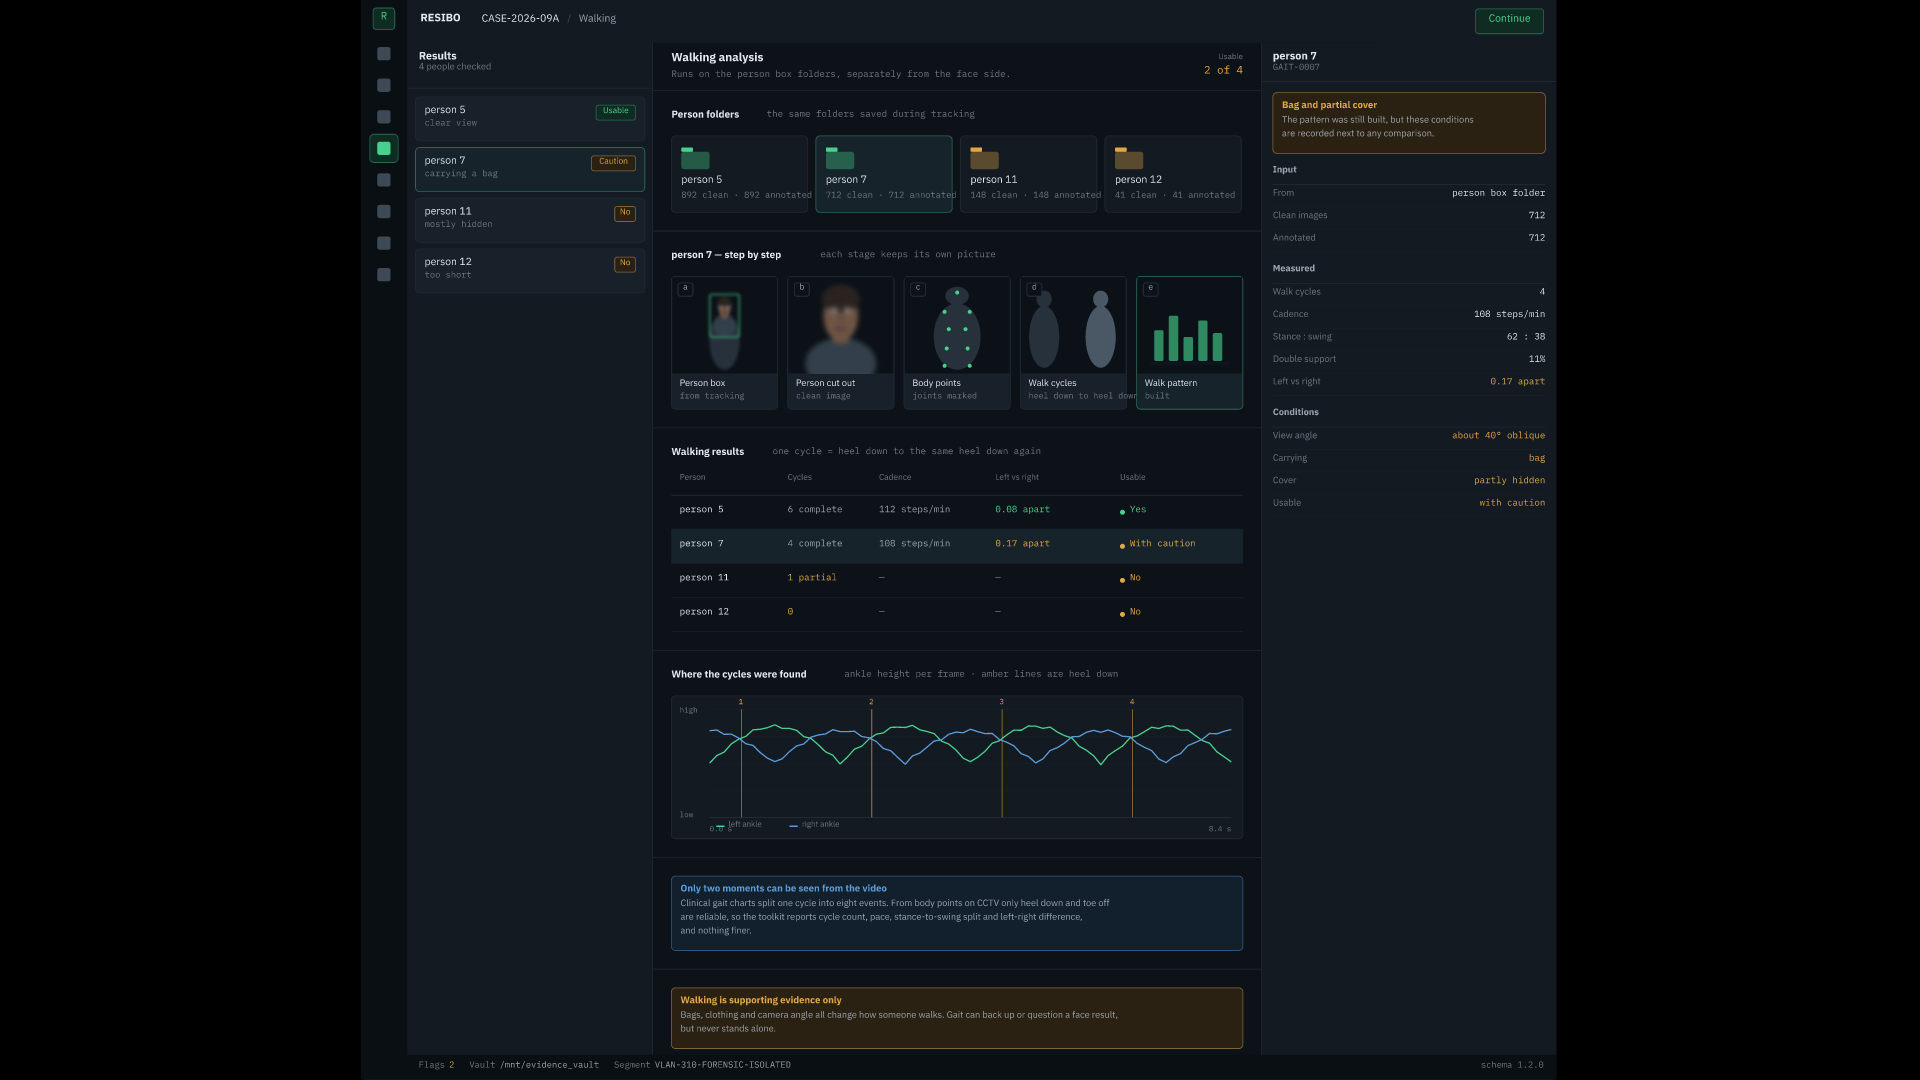 R
RESIBO CASE-2026-09A / Walking
Continue
Results
4 people checked
person 5
clear view
Usable
person 7
carrying a bag
Caution
person 11
mostly hidden
No
person 12
too short
No
Walking analysis
Runs on the person box folders, separately from the face side.
Usable
2 of 4
Person folders the same folders saved during tracking
person 5
892 clean · 892 annotated
person 7
712 clean · 712 annotated
person 11
148 clean · 148 annotated
person 12
41 clean · 41 annotated
person 7 — step by step each stage keeps its own picture
a
Person box
from tracking
b
Person cut out
clean image
c
Body points
joints marked
d
Walk cycles
heel down to heel down
e
Walk pattern
built
Walking results one cycle = heel down to the same heel down again
Person Cycles Cadence Left vs right Usable
person 5 6 complete 112 steps/min 0.08 apart Yes
person 7 4 complete 108 steps/min 0.17 apart With caution
person 11 1 partial — — No
person 12 0 — — No
Where the cycles were found ankle height per frame · amber lines are heel down
1 2 3 4
high
low
left ankle right ankle
0.0 s 8.4 s
Only two moments can be seen from the video
Clinical gait charts split one cycle into eight events. From body points on CCTV only heel down and toe off
are reliable, so the toolkit reports cycle count, pace, stance-to-swing split and left-right difference,
and nothing finer.
Walking is supporting evidence only
Bags, clothing and camera angle all change how someone walks. Gait can back up or question a face result,
but never stands alone.
person 7
GAIT-0007
Bag and partial cover
The pattern was still built, but these conditions
are recorded next to any comparison.
Input
From person box folder
Clean images 712
Annotated 712
Measured
Walk cycles 4
Cadence 108 steps/min
Stance : swing 62 : 38
Double support 11%
Left vs right 0.17 apart
Conditions
View angle about 40° oblique
Carrying bag
Cover partly hidden
Usable with caution
Flags 2 Vault /mnt/evidence_vault Segment VLAN-310-FORENSIC-ISOLATED
schema 1.2.0